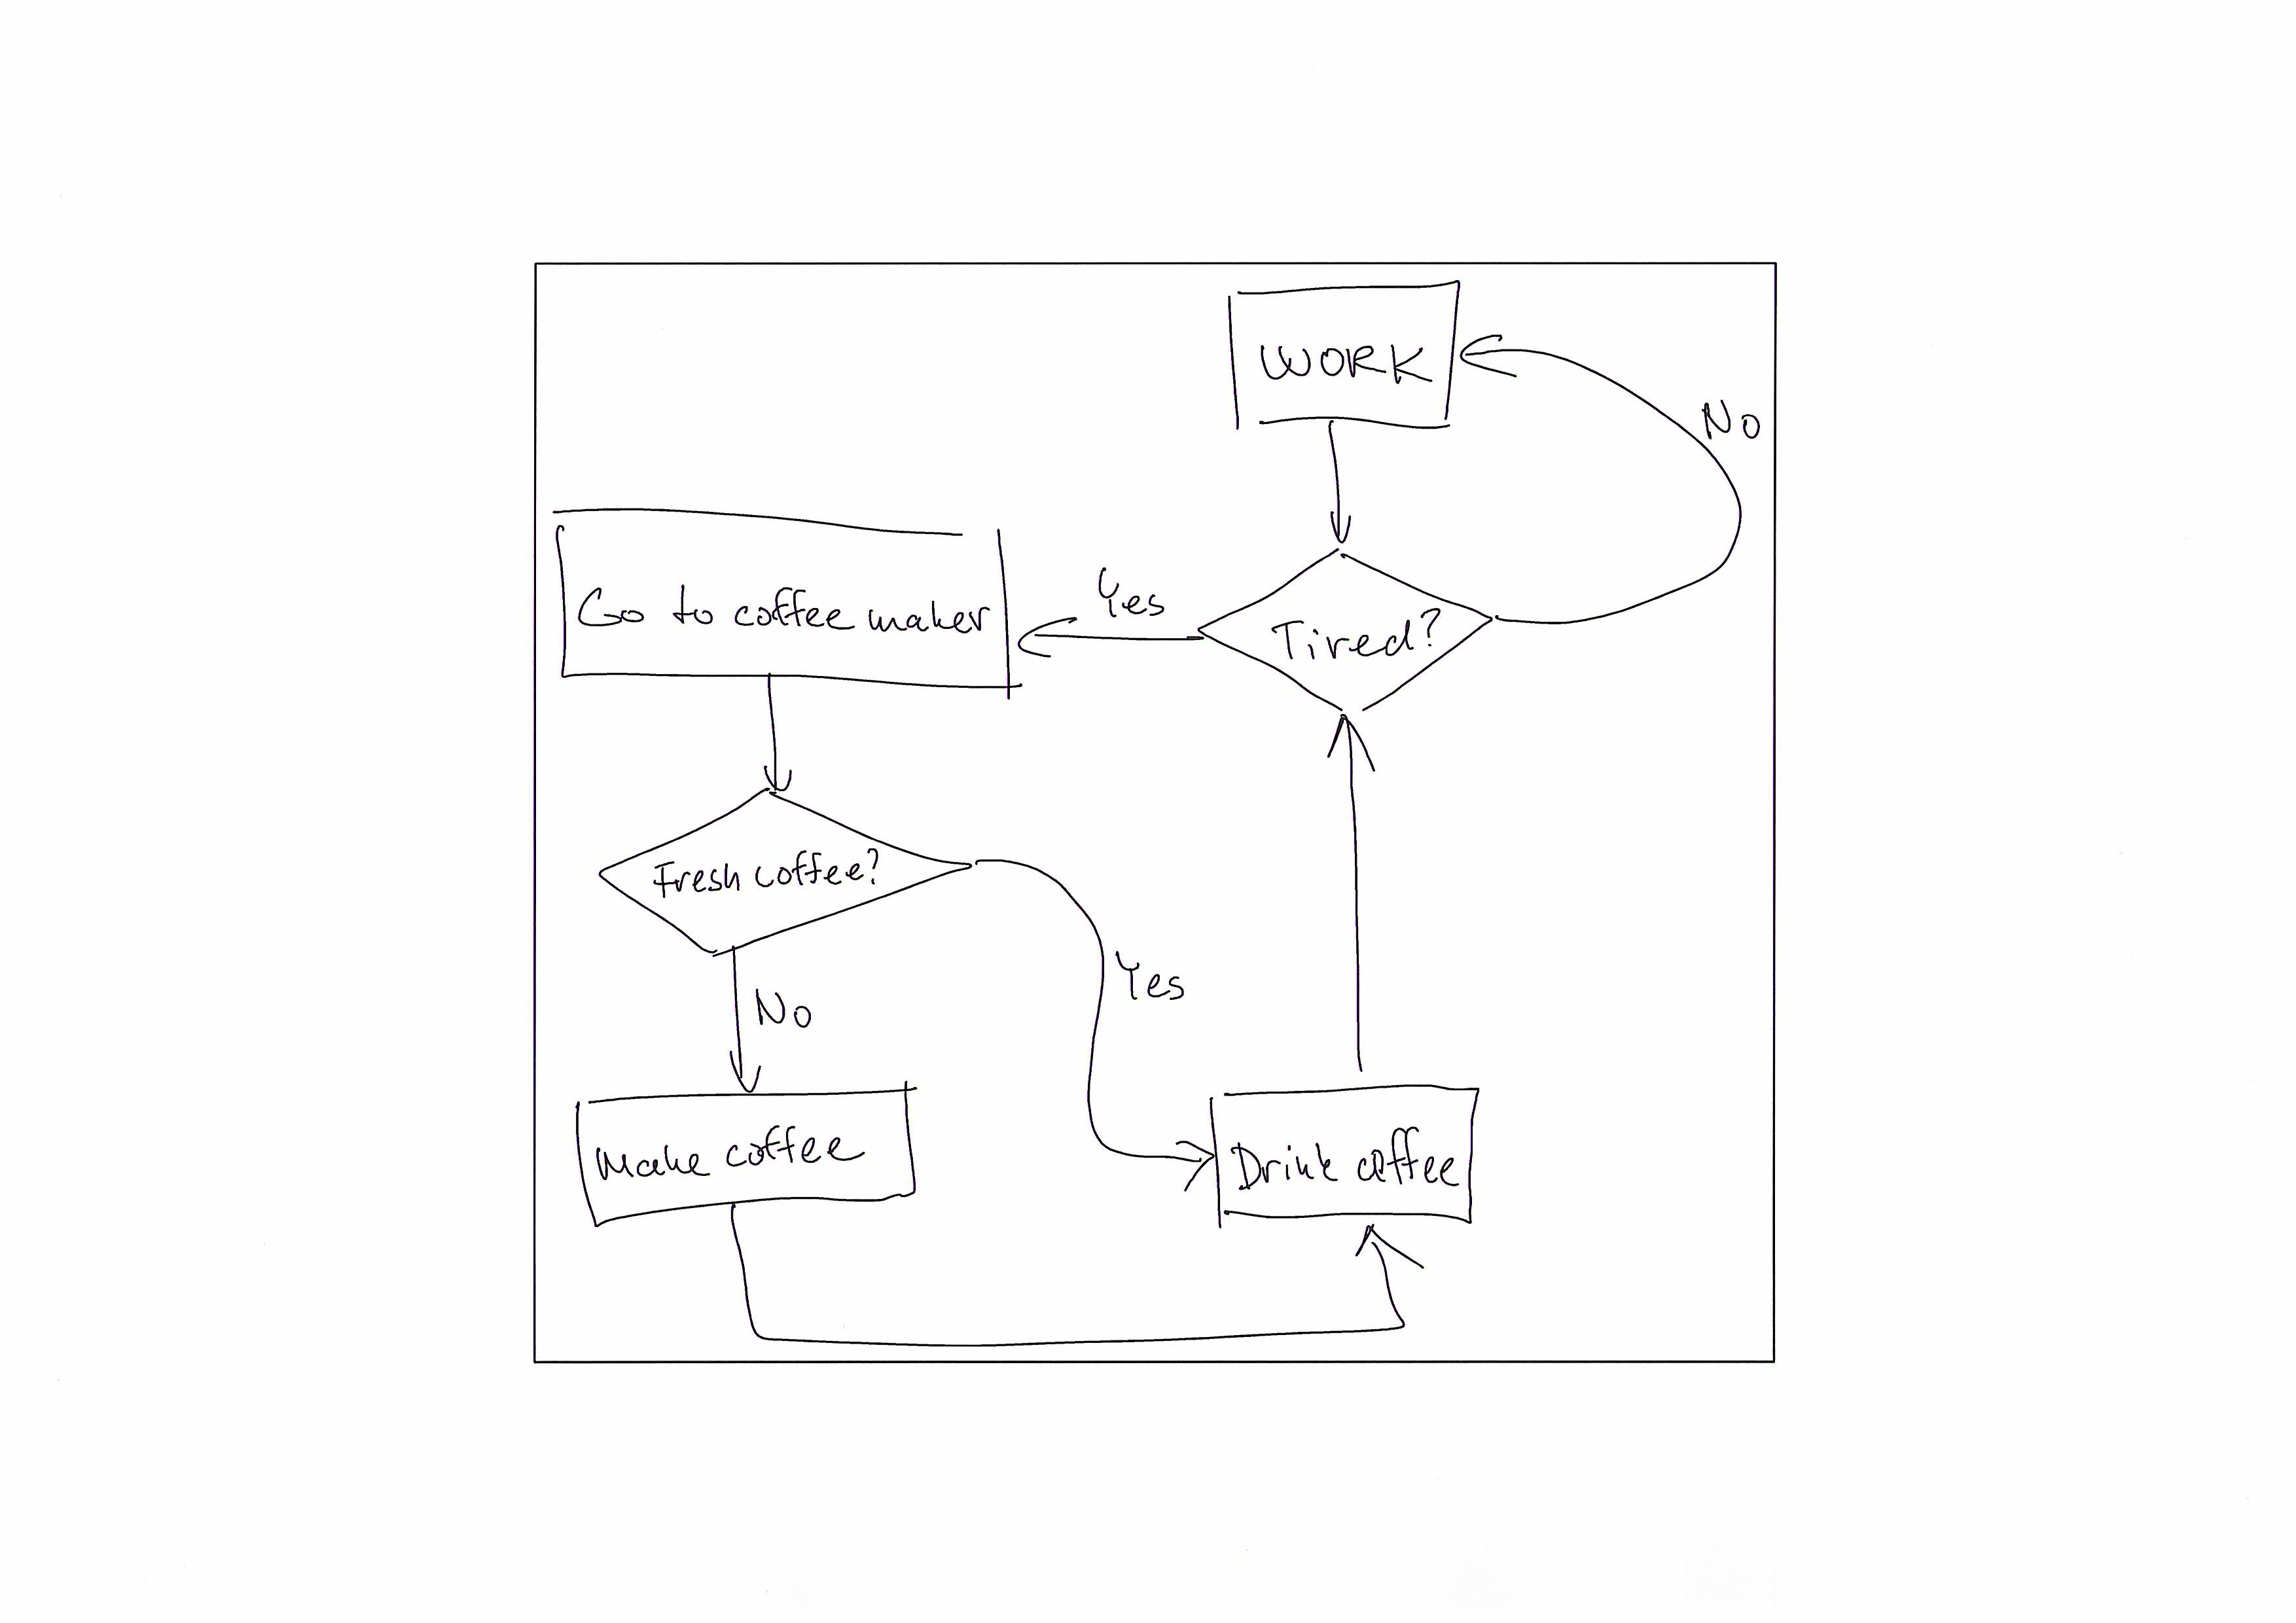 WORK
No
Tired?
Yes
Go to coffee maker
Fresh coffee?
Yes
No
Make coffee
Drink coffee